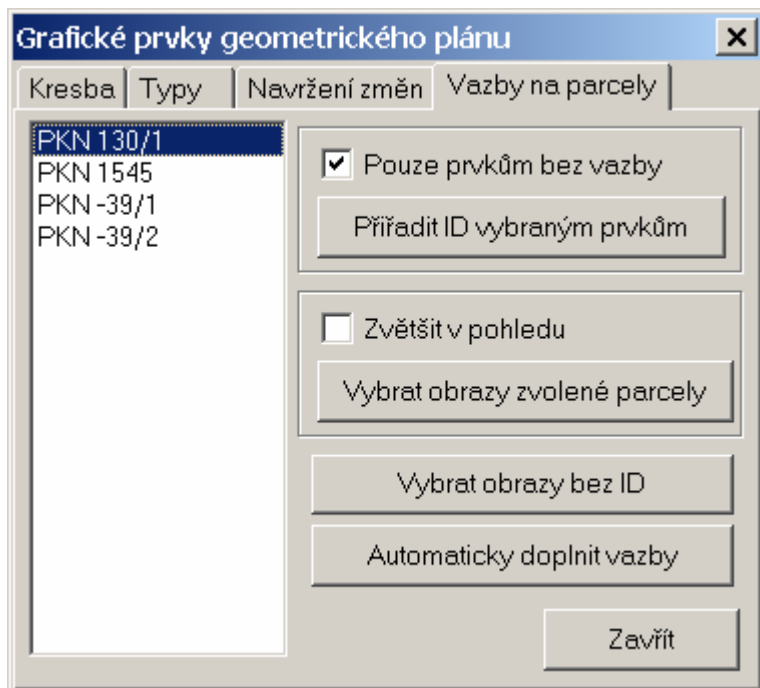 Grafické prvky geometrického plánu
Kresba Typy Navržení změn Vazby na parcely
PKN 130/1
PKN 1545
PKN -39/1
PKN -39/2
Pouze prvkům bez vazby
Přiřadit ID vybraným prvkům
Zvětšit v pohledu
Vybrat obrazy zvolené parcely
Vybrat obrazy bez ID
Automaticky doplnit vazby
Zavřít